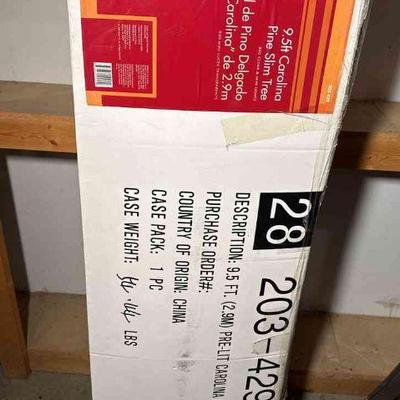 9.5ft Carolina
Pine Slim Tree
l de Pino Delgado
Carolina" de 2.9m
28 203-429
DESCRIPTION: 9.5 FT. (2.9M) PRE-LIT CAROLINA
PURCHASE ORDER#:
COUNTRY OF ORIGIN: CHINA
CASE PACK: 1 PC
CASE WEIGHT: LBS